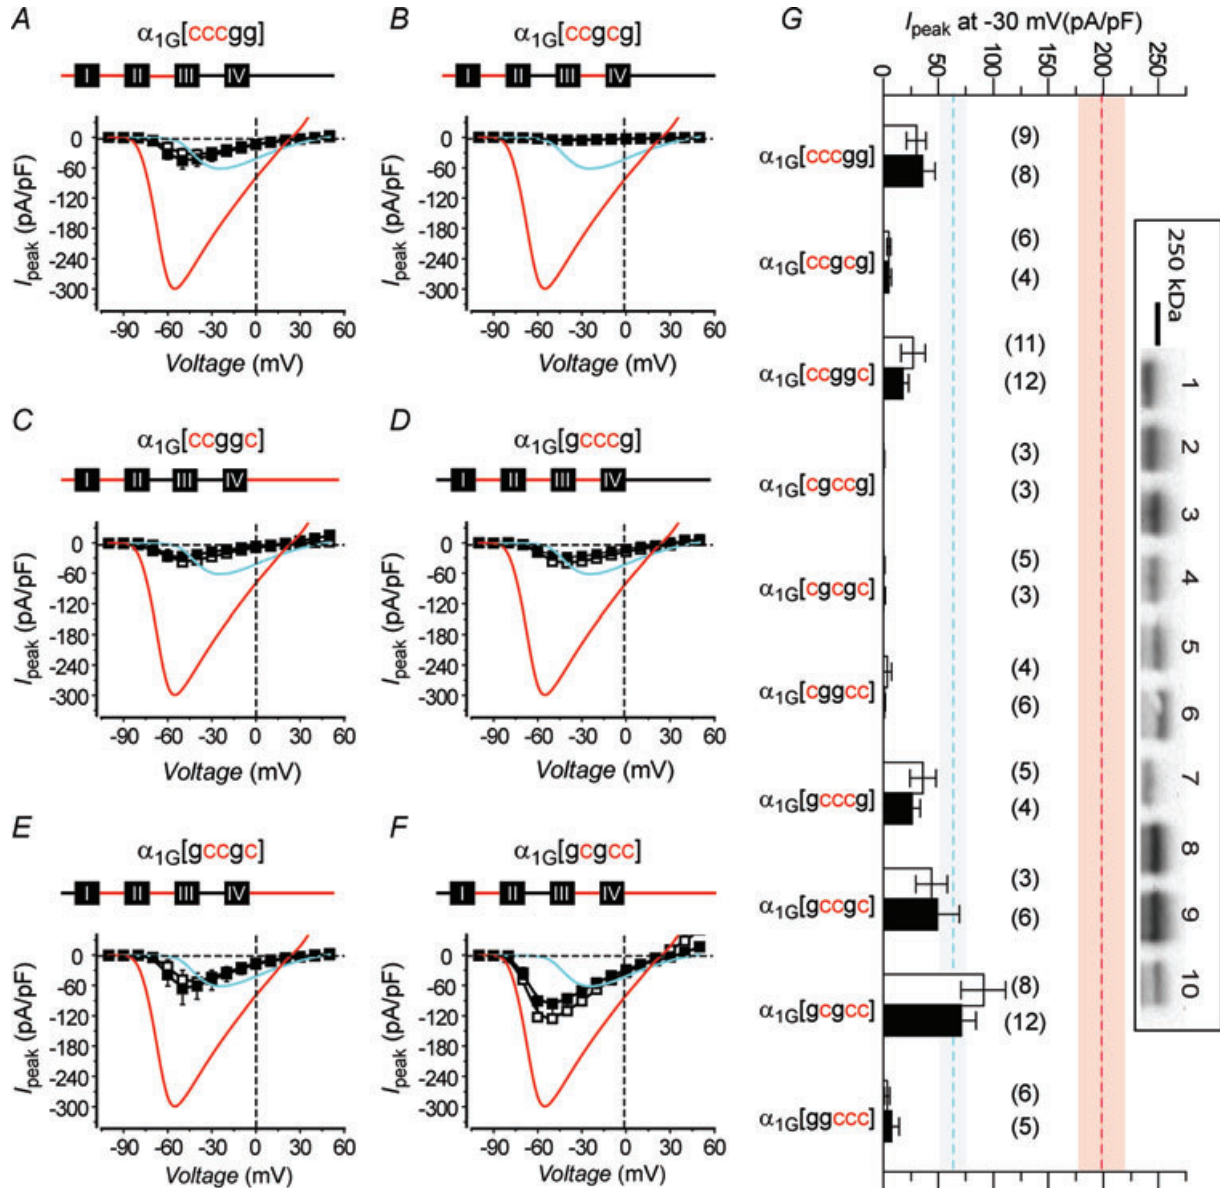 A
α1G[cccgg]
I II III IV
0
-60
-120
-180
-240
-300
Ipeak (pA/pF)
-90 -60 -30 0 30 60
Voltage (mV)
B
α1G[ccgcg]
I II III IV
0
-60
-120
-180
-240
-300
Ipeak (pA/pF)
-90 -60 -30 0 30 60
Voltage (mV)
C
α1G[ccggc]
I II III IV
0
-60
-120
-180
-240
-300
Ipeak (pA/pF)
-90 -60 -30 0 30 60
Voltage (mV)
D
α1G[gcccg]
I II III IV
0
-60
-120
-180
-240
-300
Ipeak (pA/pF)
-90 -60 -30 0 30 60
Voltage (mV)
E
α1G[gccgc]
I II III IV
0
-60
-120
-180
-240
-300
Ipeak (pA/pF)
-90 -60 -30 0 30 60
Voltage (mV)
F
α1G[gcgcc]
I II III IV
0
-60
-120
-180
-240
-300
Ipeak (pA/pF)
-90 -60 -30 0 30 60
Voltage (mV)
G
Ipeak at -30 mV(pA/pF)
0 50 100 150 200 250
α1G[cccgg]
(9)
(8)
α1G[ccgcg]
(6)
(4)
α1G[ccggc]
(11)
(12)
α1G[cgccg]
(3)
(3)
α1G[cgcgc]
(5)
(3)
α1G[cggcc]
(4)
(6)
α1G[gcccg]
(5)
(4)
α1G[gccgc]
(3)
(6)
α1G[gcgcc]
(8)
(12)
α1G[ggccc]
(6)
(5)
250 kDa
1 2 3 4 5 6 7 8 9 10